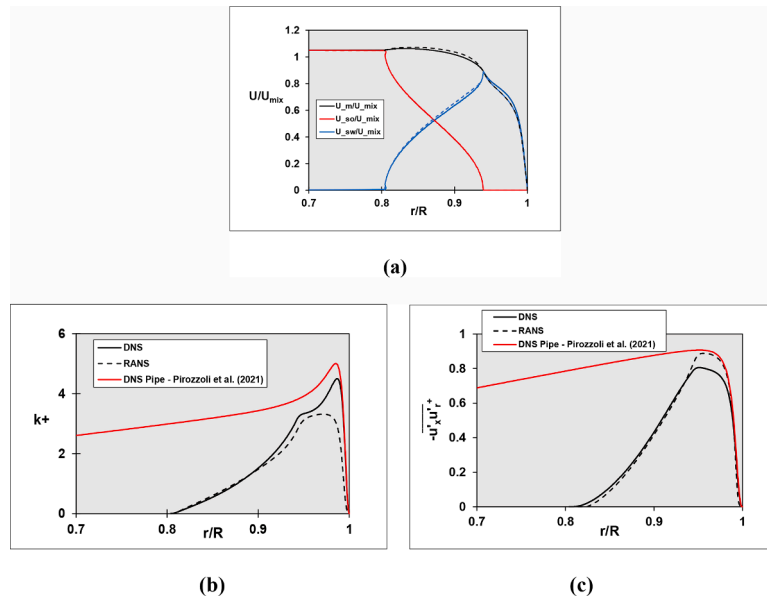 1.2
1
0.8
0.6
0.4
0.2
0
U/U_mix
U_m/U_mix
U_so/U_mix
U_sw/U_mix
0.7 0.8 0.9 1
r/R
(a)
6
4
2
0
k+
DNS
RANS
DNS Pipe - Pirozzoli et al. (2021)
0.7 0.8 0.9 1
r/R
(b)
1
0.8
0.6
0.4
0.2
0
-u'ₓu'ᵣ⁺
DNS
RANS
DNS Pipe - Pirozzoli et al. (2021)
0.7 0.8 0.9 1
r/R
(c)